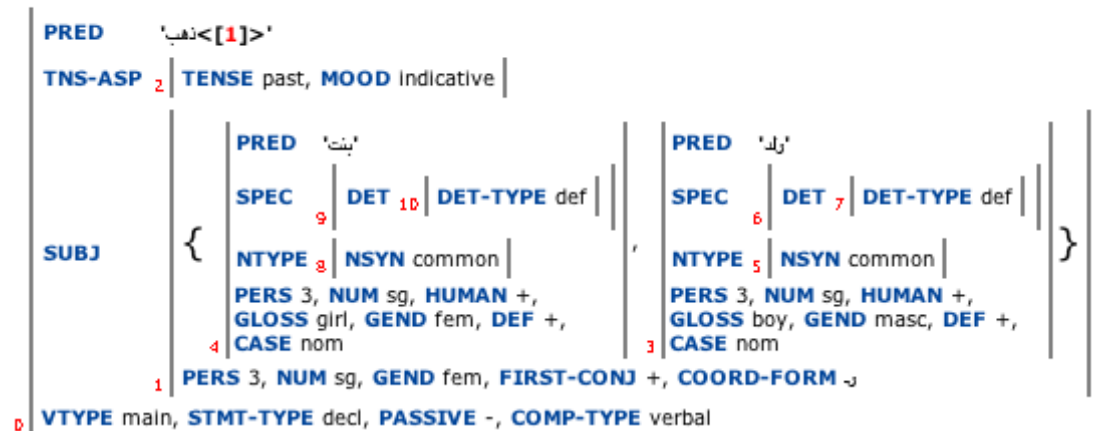 PRED 'ذهب<[1]>'
TNS-ASP 2 TENSE past, MOOD indicative
PRED 'بنت'
SPEC 9 DET 10 DET-TYPE def
NTYPE 8 NSYN common
PERS 3, NUM sg, HUMAN +,
GLOSS girl, GEND fem, DEF +,
4 CASE nom
PRED 'ولد'
SPEC 6 DET 7 DET-TYPE def
NTYPE 5 NSYN common
PERS 3, NUM sg, HUMAN +,
GLOSS boy, GEND masc, DEF +,
3 CASE nom
SUBJ { , }
1 PERS 3, NUM sg, GEND fem, FIRST-CONJ +, COORD-FORM و-
0 VTYPE main, STMT-TYPE decl, PASSIVE -, COMP-TYPE verbal